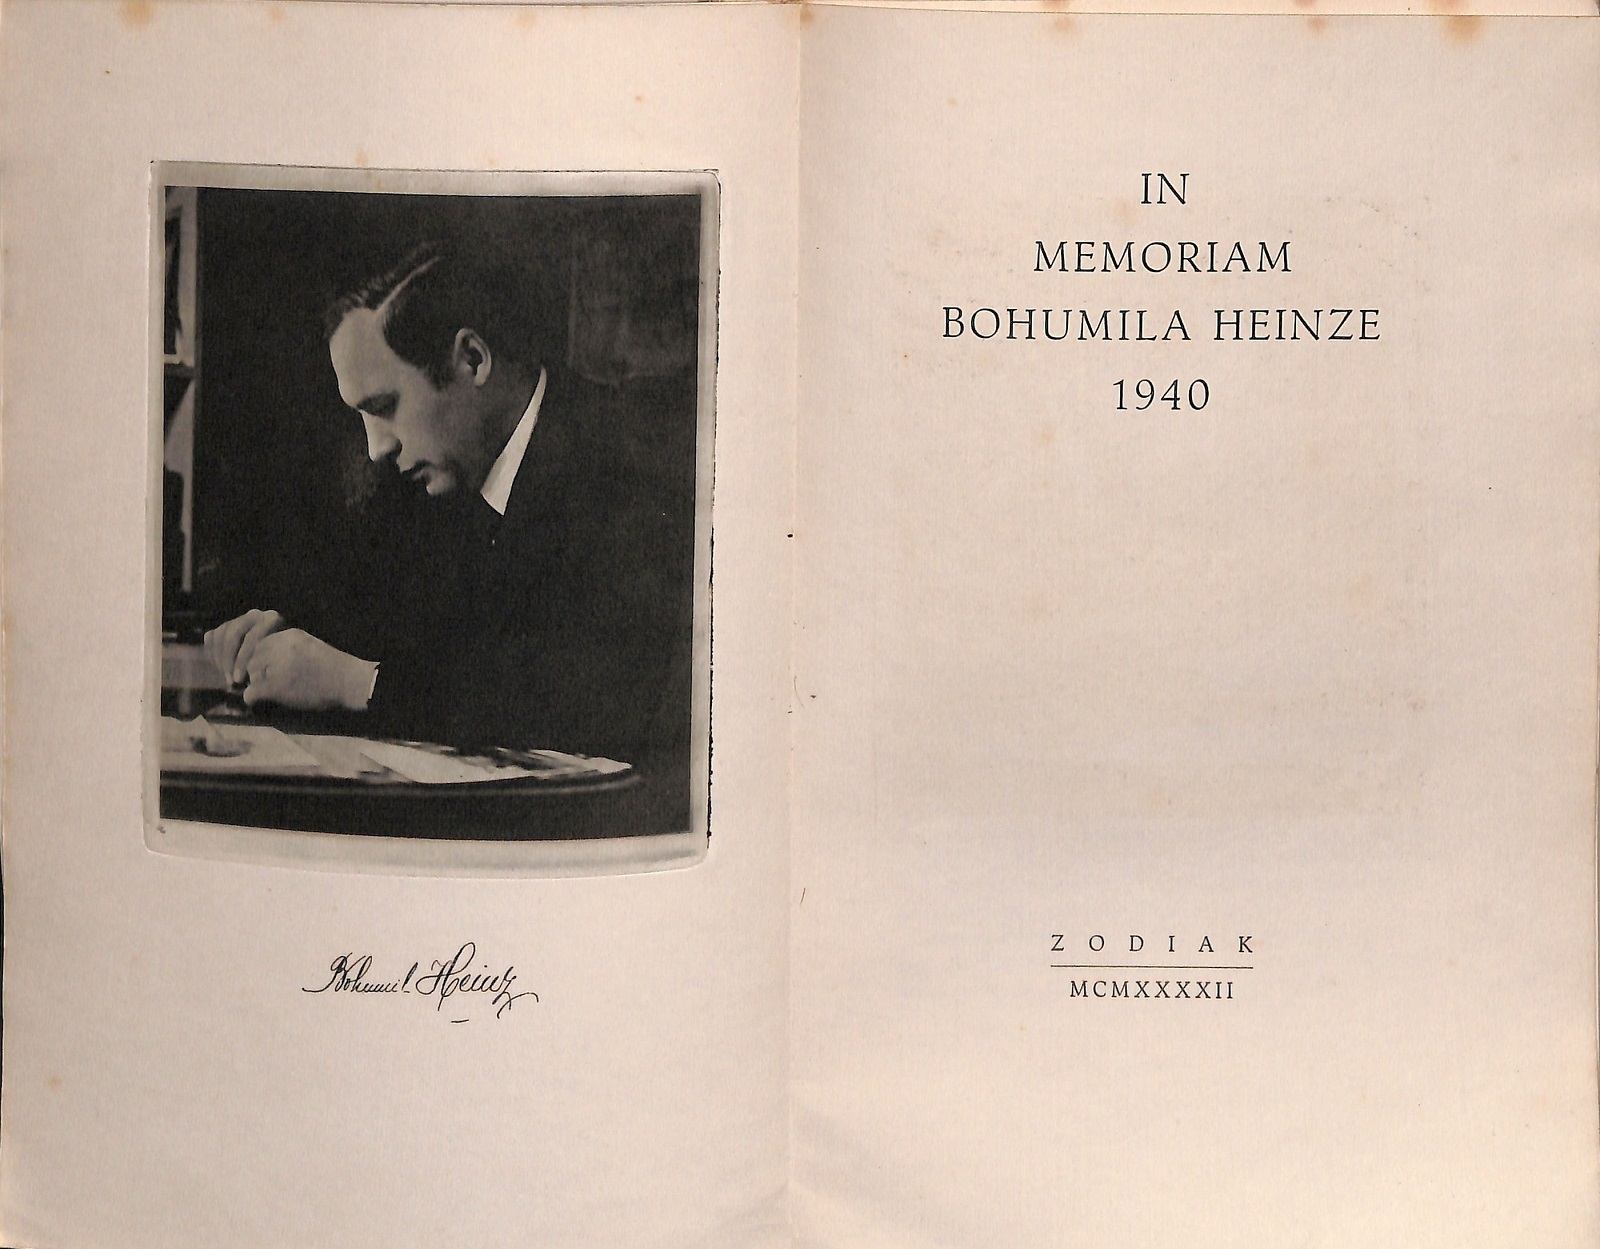 Bohumil Heinz
IN
MEMORIAM
BOHUMILA HEINZE
1940
ZODIAK
MCMXXXXII